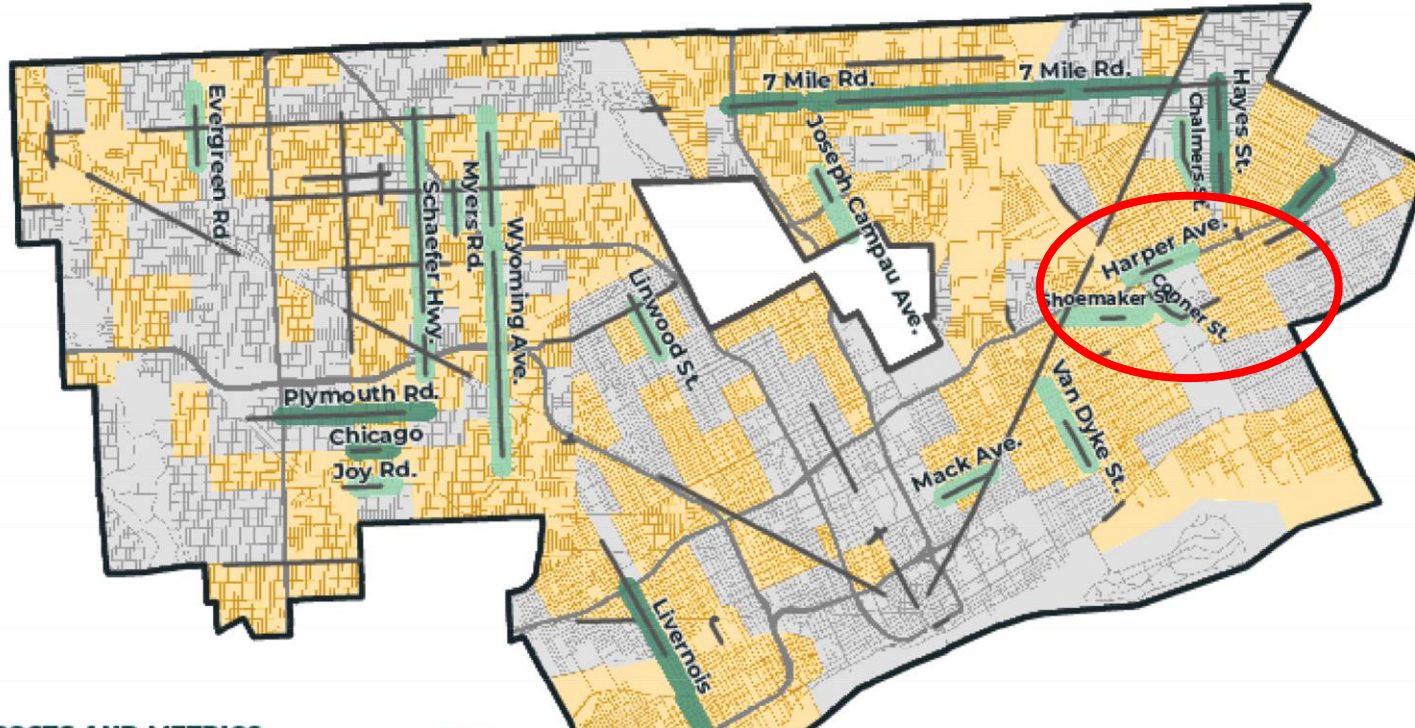 7 Mile Rd.
7 Mile Rd.
Evergreen Rd
Joseph Campau Ave.
Chalmers St.
Hayes St.
Schaefer Hwy.
Myers Rd.
Wyoming Ave.
Harper Ave.
Shoemaker St.
Conner St.
Linwood St.
Plymouth Rd.
Chicago
Joy Rd.
Van Dyke St.
Mack Ave.
Livernois
AND METRICS